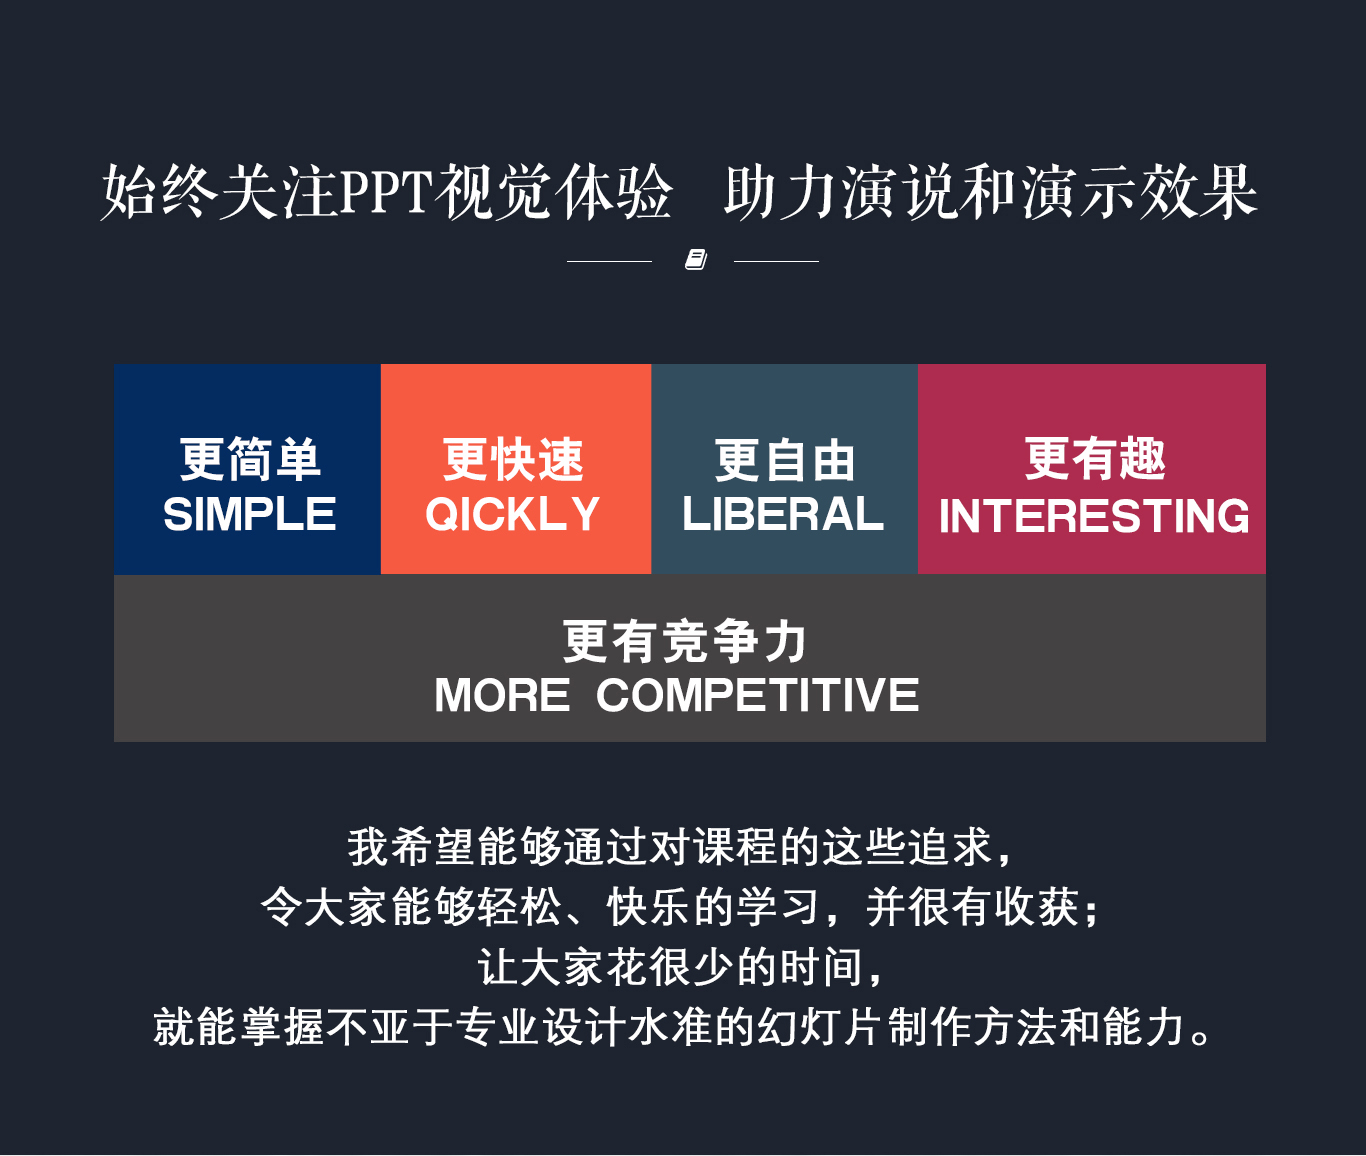 始终关注PPT视觉体验 助力演说和演示效果
更简单
SIMPLE
更快速
QICKLY
更自由
LIBERAL
更有趣
INTERESTING
更有竞争力
MORE COMPETITIVE
我希望能够通过对课程的这些追求，
令大家能够轻松、快乐的学习，并很有收获；
让大家花很少的时间，
就能掌握不亚于专业设计水准的幻灯片制作方法和能力。